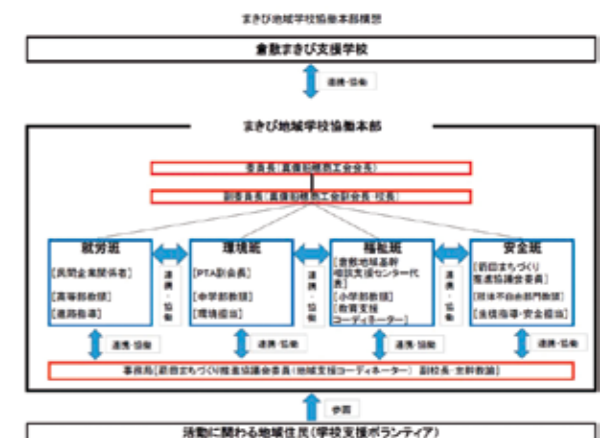 まきび地域学校協働本部構想
倉敷まきび支援学校
連携・協働
まきび地域学校協働本部
委員長(真備船穂商工会会長)
副委員長(真備船穂商工会副会長・校長)
就労班
[民間企業関係者]
[高等部教頭]
[進路指導]
環境班
[PTA副会長]
[中学部教頭]
[環境担当]
福祉班
[倉敷地域基幹
相談支援センター代
表]
[小学部教頭]
[教育支援
コーディネーター]
安全班
[箭田まちづくり
推進協議会委員]
[肢体不自由部門教頭]
[生徒指導・安全担当]
連携・協働
連携・協働
連携・協働
連携・協働
連携・協働
連携・協働
連携・協働
事務局[箭田まちづくり推進協議会委員(地域支援コーディネーター) 副校長・主幹教諭]
参画
活動に関わる地域住民(学校支援ボランティア)